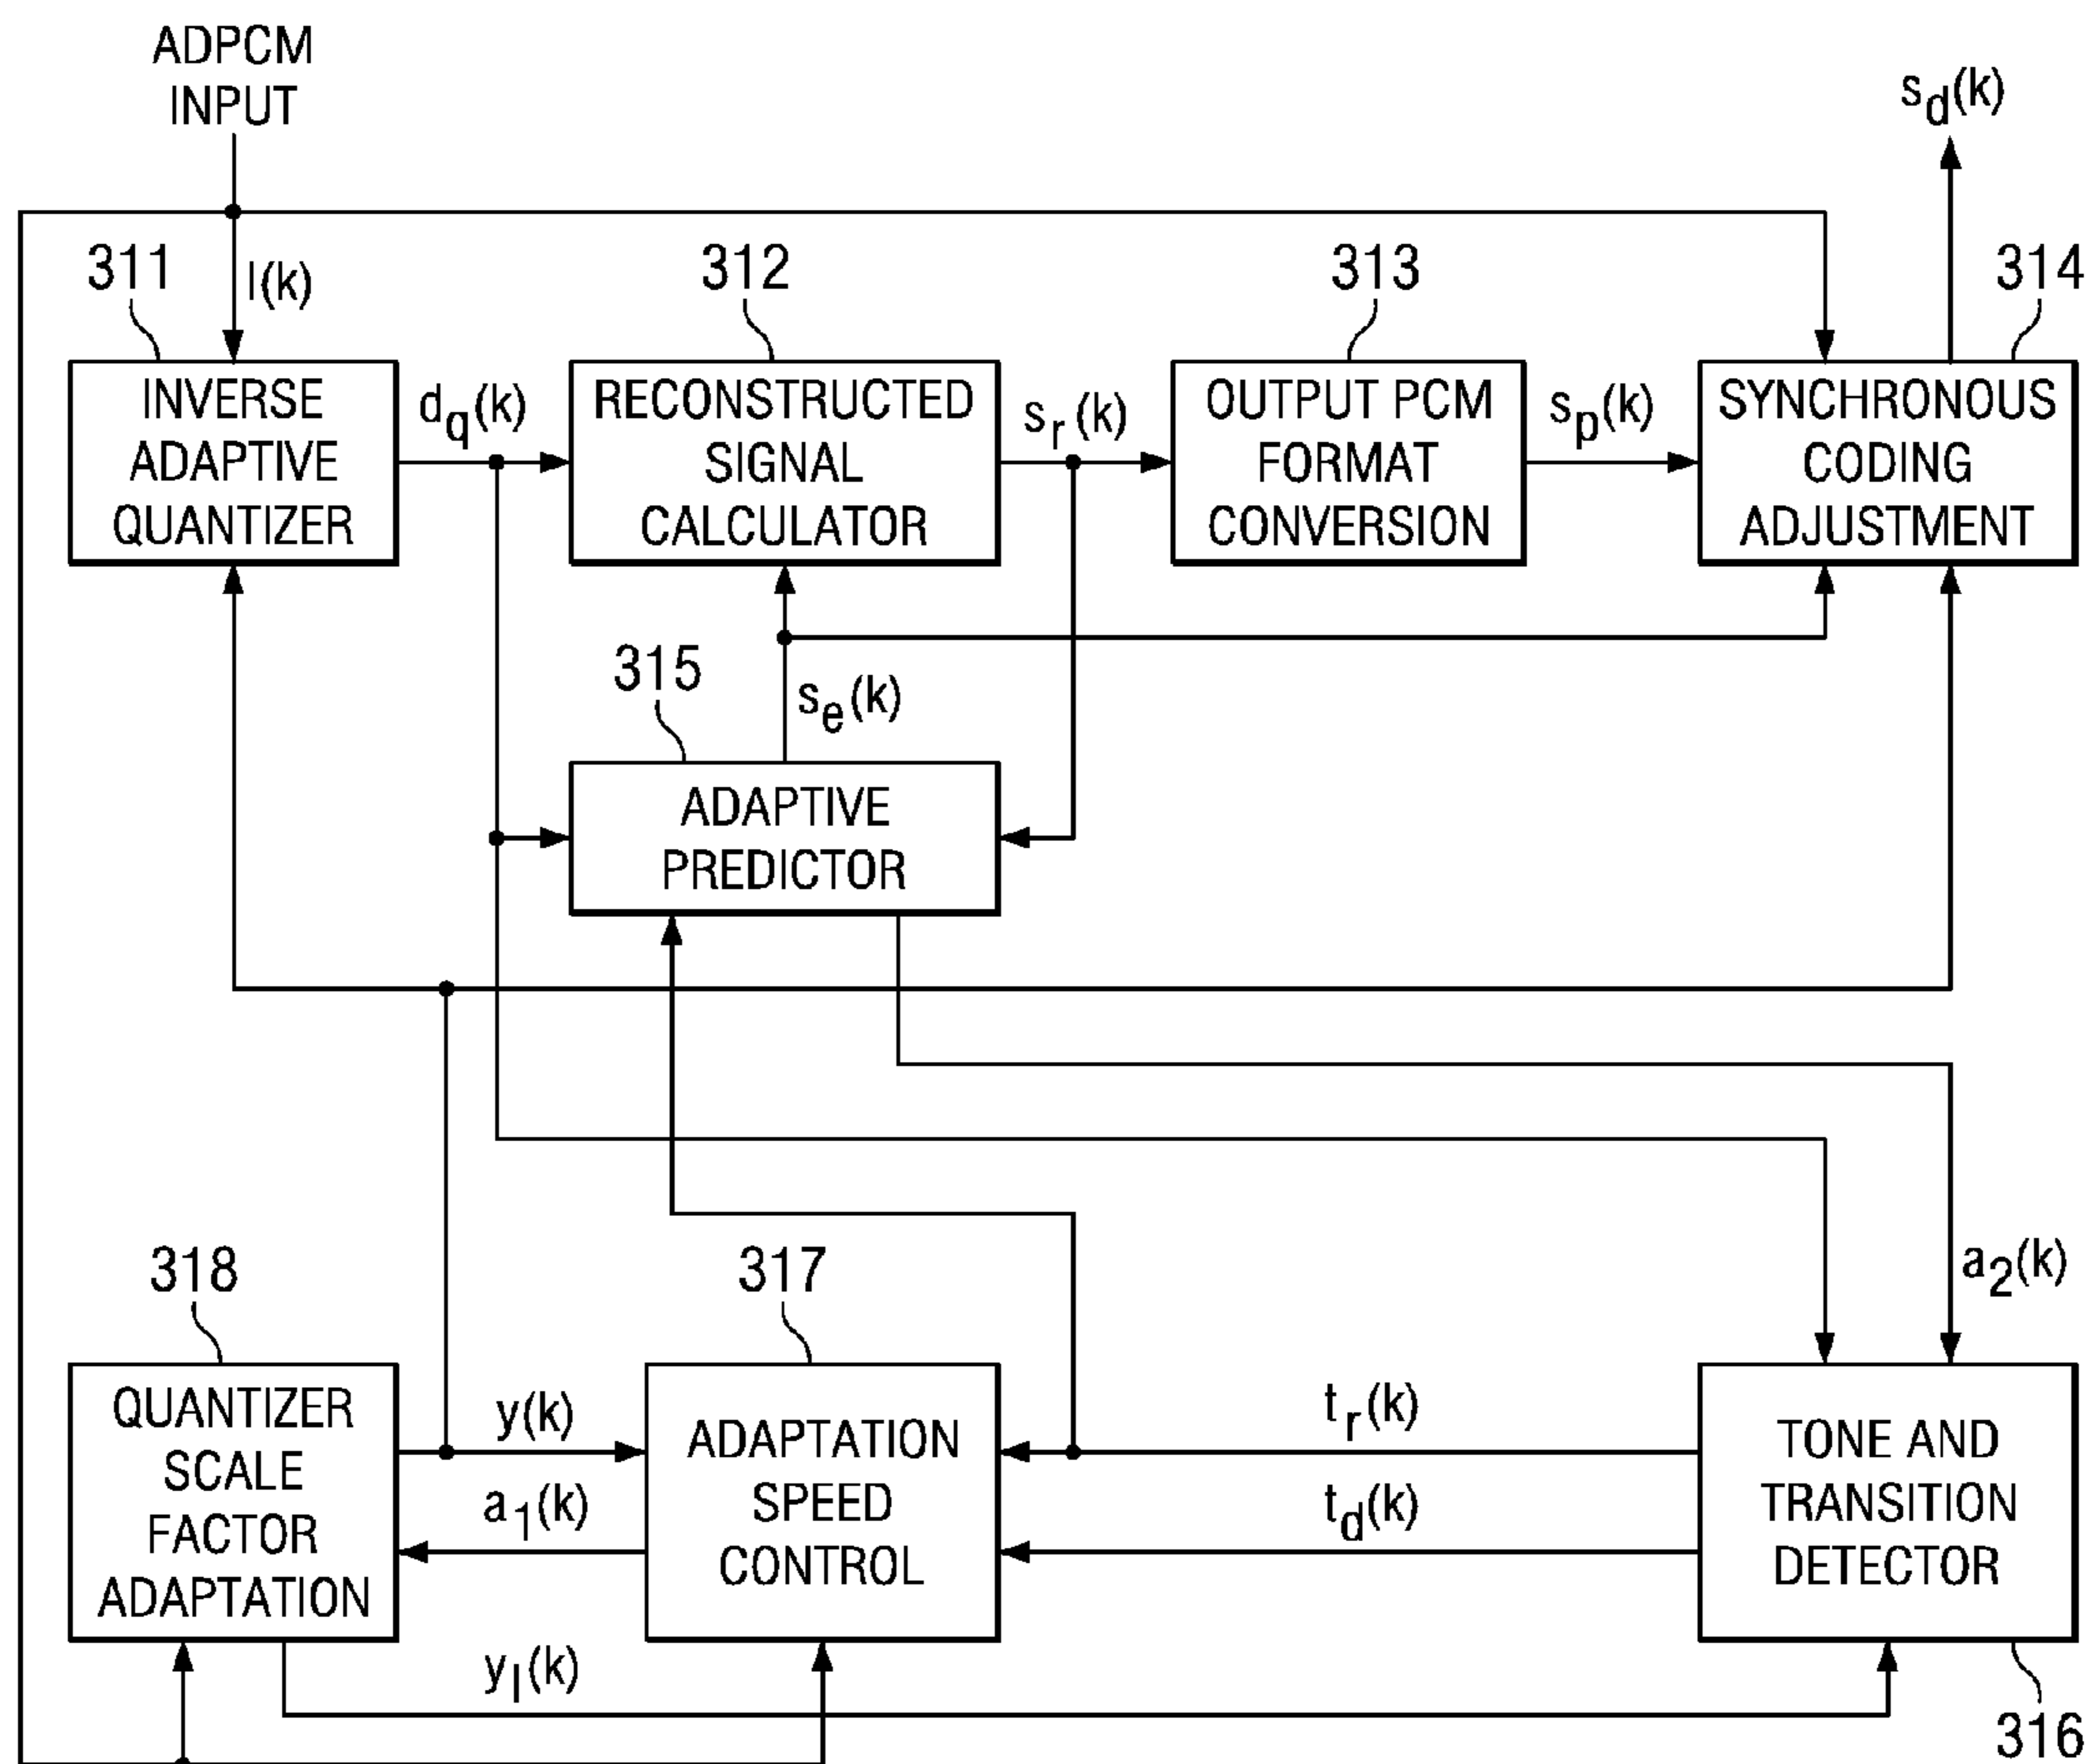 ADPCM
INPUT
s_d(k)
311
I(k)
312
313
314
INVERSE
ADAPTIVE
QUANTIZER
d_q(k)
RECONSTRUCTED
SIGNAL
CALCULATOR
s_r(k)
OUTPUT PCM
FORMAT
CONVERSION
s_p(k)
SYNCHRONOUS
CODING
ADJUSTMENT
315
s_e(k)
ADAPTIVE
PREDICTOR
318
317
a_2(k)
QUANTIZER
SCALE
FACTOR
ADAPTATION
y(k)
a_1(k)
ADAPTATION
SPEED
CONTROL
t_r(k)
t_d(k)
TONE AND
TRANSITION
DETECTOR
y_l(k)
316